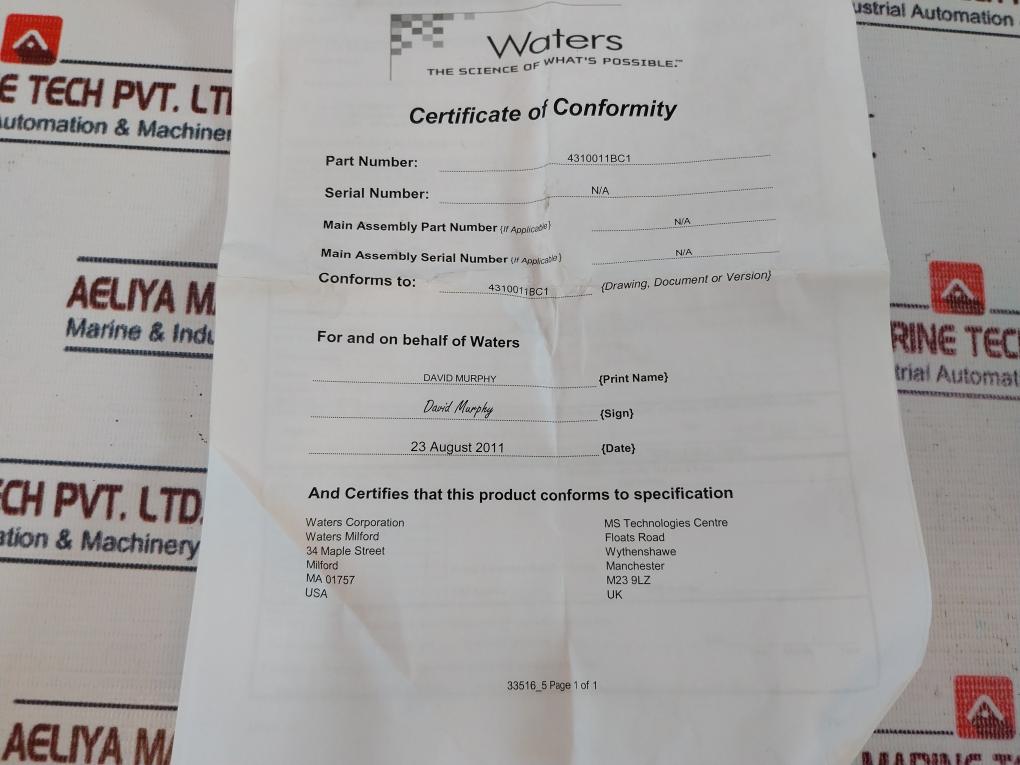 Waters
THE SCIENCE OF WHAT'S POSSIBLE.™
Certificate of Conformity
Part Number: 4310011BC1
Serial Number: N/A
Main Assembly Part Number {If Applicable} N/A
Main Assembly Serial Number {If Applicable} N/A
Conforms to: 4310011BC1 {Drawing, Document or Version}
For and on behalf of Waters
DAVID MURPHY {Print Name}
David Murphy {Sign}
23 August 2011 {Date}
And Certifies that this product conforms to specification
Waters Corporation
Waters Milford
34 Maple Street
Milford
MA 01757
USA
MS Technologies Centre
Floats Road
Wythenshawe
Manchester
M23 9LZ
UK
33516_5 Page 1 of 1
E TECH PVT. LT
Automation & Machiner
AELIYA M
Marine & Indu
CH PVT. LTD.
ation & Machinery
AELIYA MA
ustrial Automation
RINE TEC
trial Automat
MARINE TE